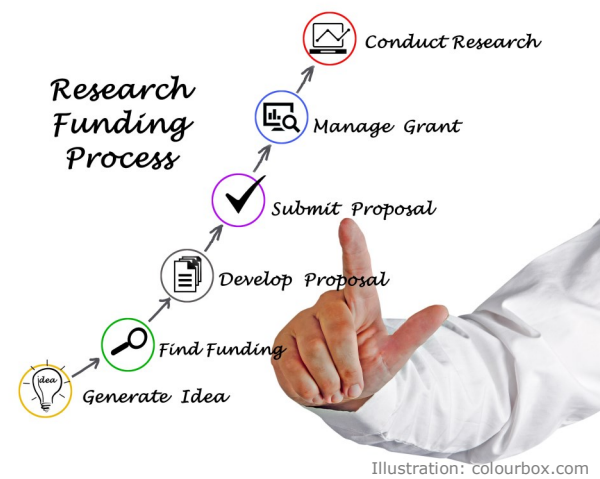 Research
Funding
Process
Conduct Research
Manage Grant
Submit Proposal
Develop Proposal
Find Funding
idea
Generate Idea
Illustration: colourbox.com